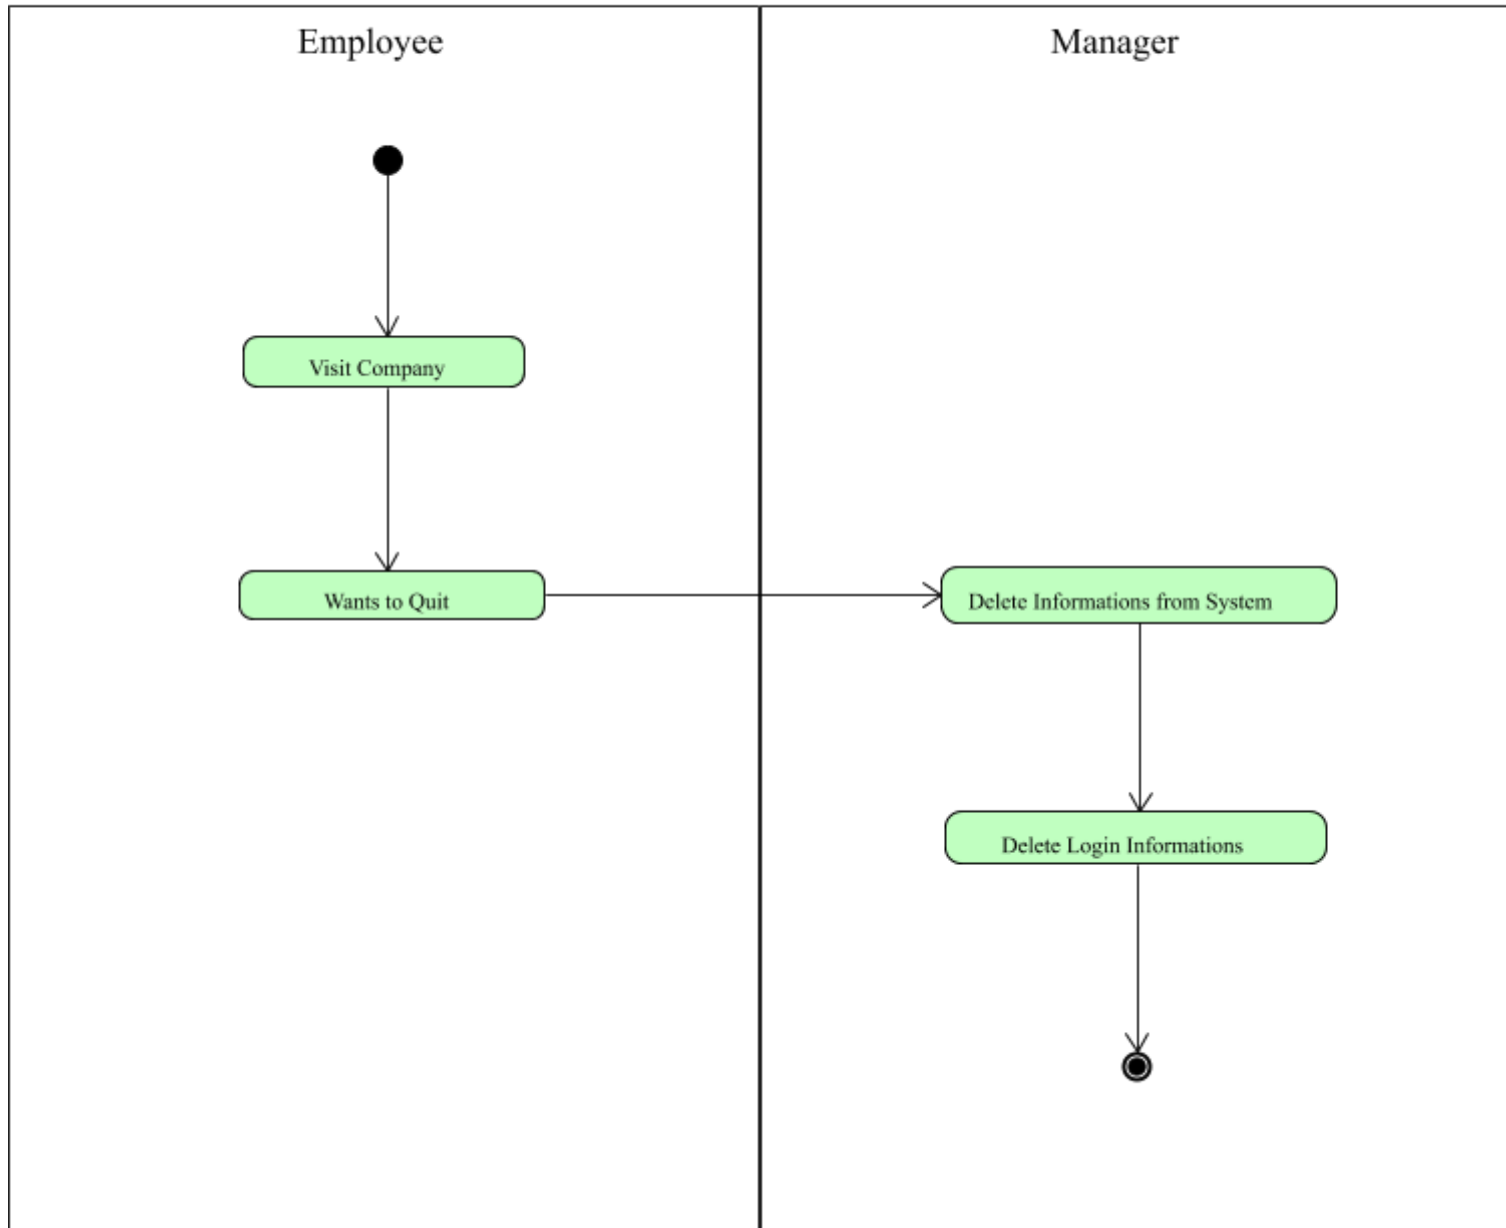 Employee
Manager
Visit Company
Wants to Quit
Delete Informations from System
Delete Login Informations